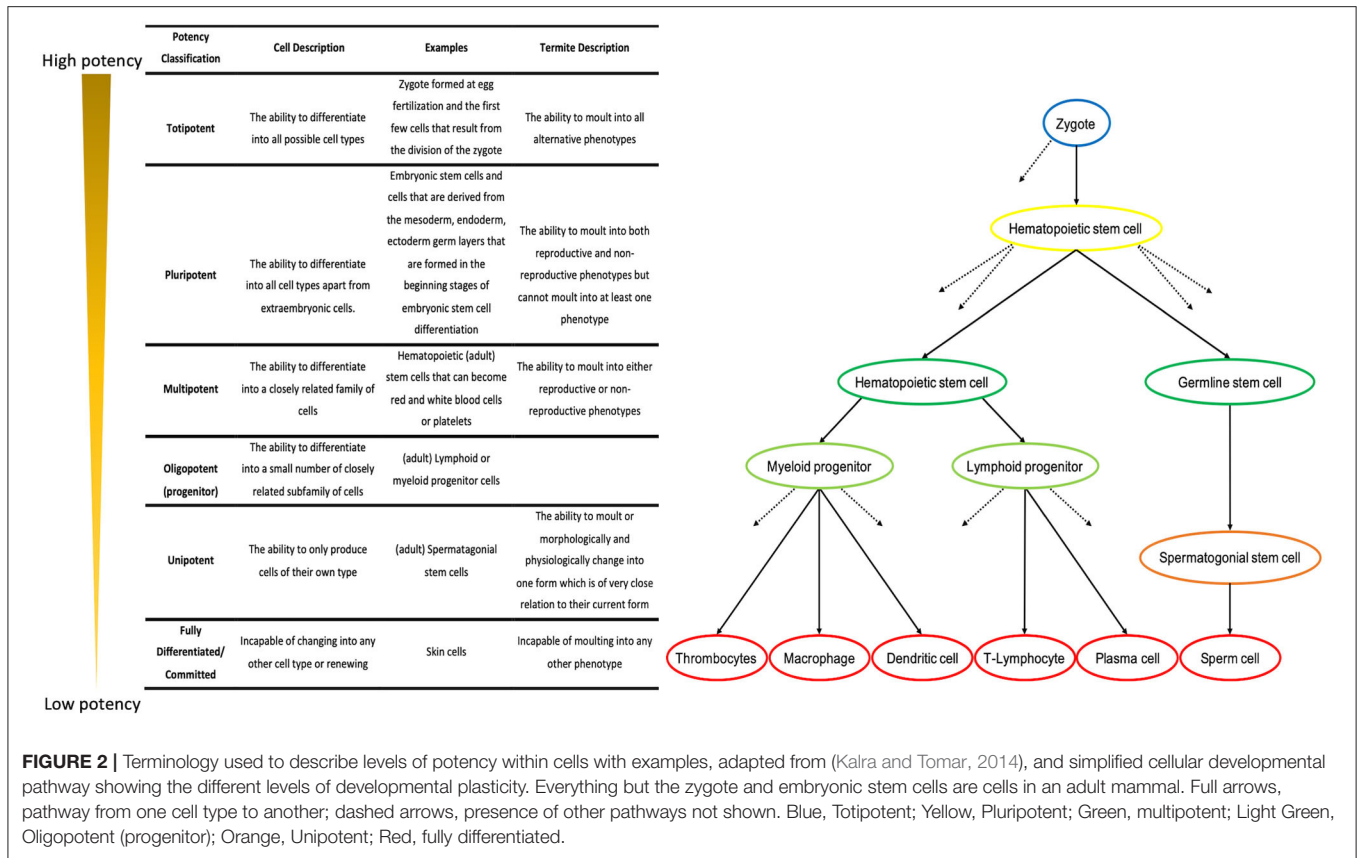 High potency
Low potency
Potency
Classification
Cell Description
Examples
Termite Description
Totipotent
The ability to differentiate
into all possible cell types
Zygote formed at egg
fertilization and the first
few cells that result from
the division of the zygote
The ability to moult into all
alternative phenotypes
Pluripotent
The ability to differentiate
into all cell types apart from
extraembryonic cells.
Embryonic stem cells and
cells that are derived from
the mesoderm, endoderm,
ectoderm germ layers that
are formed in the
beginning stages of
embryonic stem cell
differentiation
The ability to moult into both
reproductive and non-
reproductive phenotypes but
cannot moult into at least one
phenotype
Multipotent
The ability to differentiate
into a closely related family of
cells
Hematopoietic (adult)
stem cells that can become
red and white blood cells
or platelets
The ability to moult into either
reproductive or non-
reproductive phenotypes
Oligopotent
(progenitor)
The ability to differentiate
into a small number of closely
related subfamily of cells
(adult) Lymphoid or
myeloid progenitor cells
Unipotent
The ability to only produce
cells of their own type
(adult) Spermatagonial
stem cells
The ability to moult or
morphologically and
physiologically change into
one form which is of very close
relation to their current form
Fully
Differentiated/
Committed
Incapable of changing into any
other cell type or renewing
Skin cells
Incapable of moulting into any
other phenotype
Zygote
Hematopoietic stem cell
Hematopoietic stem cell
Germline stem cell
Myeloid progenitor
Lymphoid progenitor
Spermatogonial stem cell
Thrombocytes
Macrophage
Dendritic cell
T-Lymphocyte
Plasma cell
Sperm cell
FIGURE 2 | Terminology used to describe levels of potency within cells with examples, adapted from (Kalra and Tomar, 2014), and simplified cellular developmental
pathway showing the different levels of developmental plasticity. Everything but the zygote and embryonic stem cells are cells in an adult mammal. Full arrows,
pathway from one cell type to another; dashed arrows, presence of other pathways not shown. Blue, Totipotent; Yellow, Pluripotent; Green, multipotent; Light Green,
Oligopotent (progenitor); Orange, Unipotent; Red, fully differentiated.